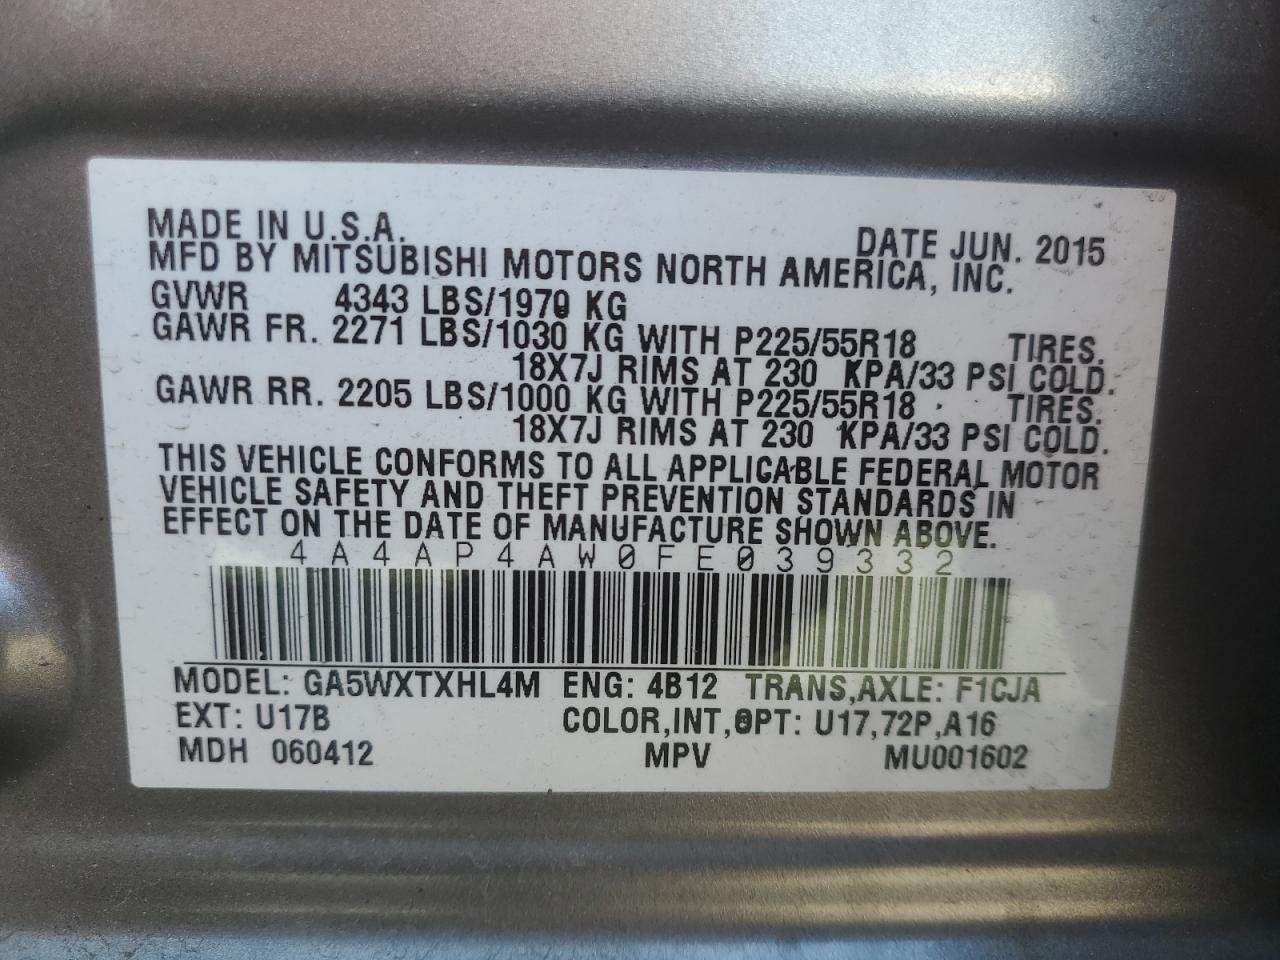 MADE IN U.S.A. DATE JUN. 2015
MFD BY MITSUBISHI MOTORS NORTH AMERICA, INC.
GVWR 4343 LBS/1970 KG
GAWR FR. 2271 LBS/1030 KG WITH P225/55R18 TIRES.
18X7J RIMS AT 230 KPA/33 PSI COLD.
GAWR RR. 2205 LBS/1000 KG WITH P225/55R18 TIRES.
18X7J RIMS AT 230 KPA/33 PSI COLD.
THIS VEHICLE CONFORMS TO ALL APPLICABLE FEDERAL MOTOR
VEHICLE SAFETY AND THEFT PREVENTION STANDARDS IN
EFFECT ON THE DATE OF MANUFACTURE SHOWN ABOVE.
4A4AP4AW0FE039332
MODEL: GA5WXTXHL4M ENG: 4B12 TRANS,AXLE: F1CJA
EXT: U17B COLOR,INT,OPT: U17,72P,A16
MDH 060412 MPV MU001602